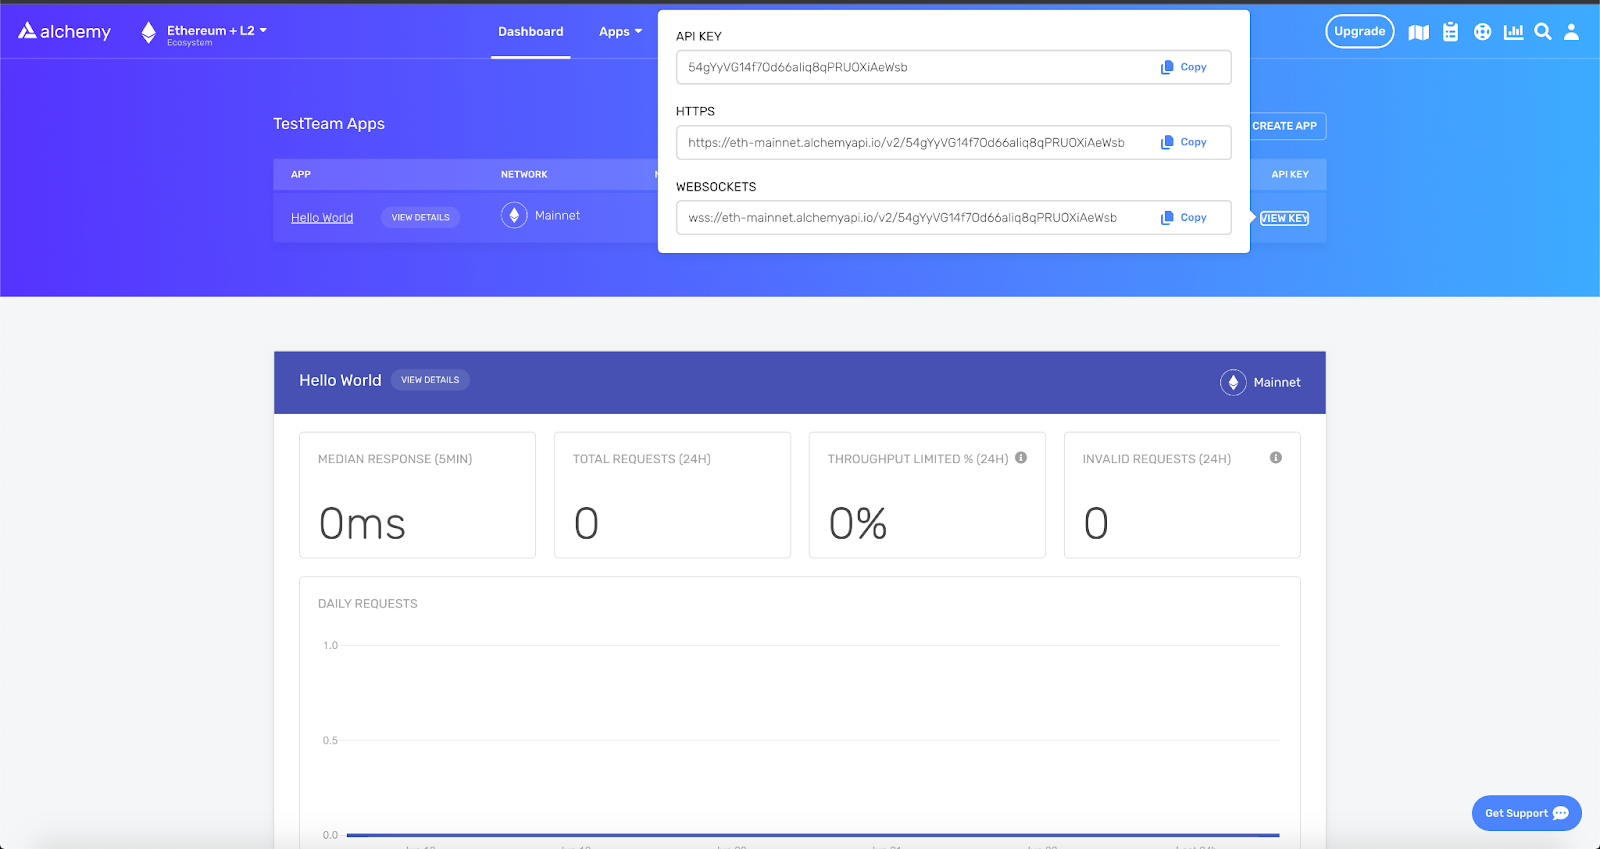 alchemy
Ethereum + L2
Ecosystem
Dashboard
Apps
Upgrade
API KEY
54gYyVG14f7Od66aliq8qPRUOXiAeWsb
Copy
HTTPS
https://eth-mainnet.alchemyapi.io/v2/54gYyVG14f7Od66aliq8qPRUOXiAeWsb
Copy
WEBSOCKETS
wss://eth-mainnet.alchemyapi.io/v2/54gYyVG14f7Od66aliq8qPRUOXiAeWsb
Copy
TestTeam Apps
CREATE APP
APP
NETWORK
API KEY
Hello World
VIEW DETAILS
Mainnet
VIEW KEY
Hello World
VIEW DETAILS
Mainnet
MEDIAN RESPONSE (5MIN)
0ms
TOTAL REQUESTS (24H)
0
THROUGHPUT LIMITED % (24H)
0%
INVALID REQUESTS (24H)
0
DAILY REQUESTS
1.0
0.5
0.0
Get Support